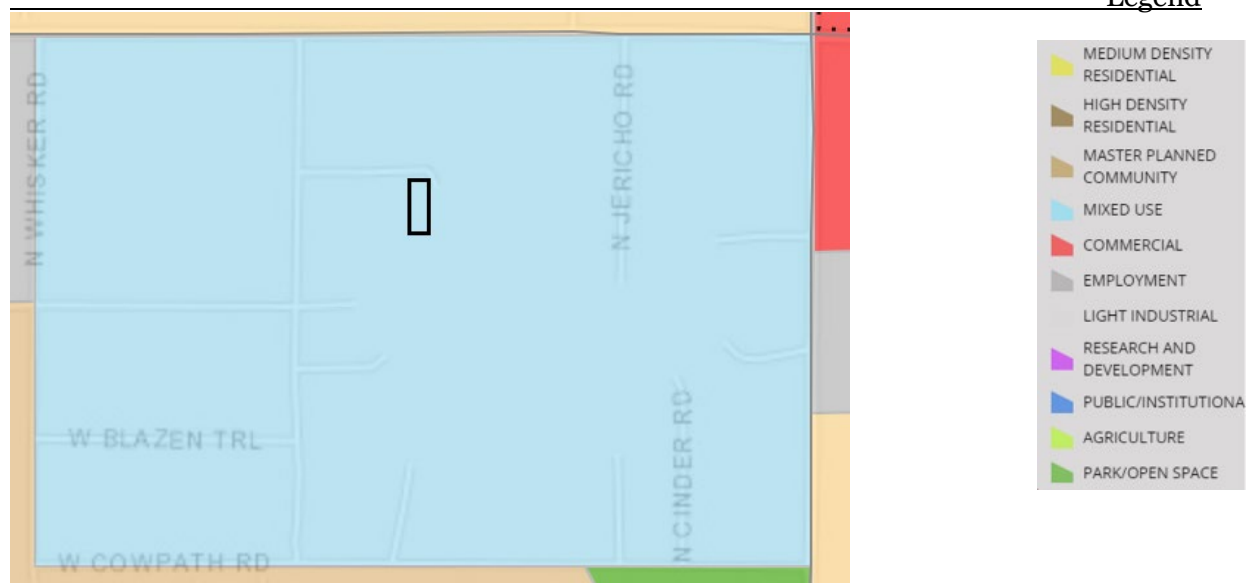 Legend
N WHISKER RD
N JERICHO RD
W BLAZEN TRL
N CINDER RD
W COWPATH RD
MEDIUM DENSITY
RESIDENTIAL
HIGH DENSITY
RESIDENTIAL
MASTER PLANNED
COMMUNITY
MIXED USE
COMMERCIAL
EMPLOYMENT
LIGHT INDUSTRIAL
RESEARCH AND
DEVELOPMENT
PUBLIC/INSTITUTIONA
AGRICULTURE
PARK/OPEN SPACE